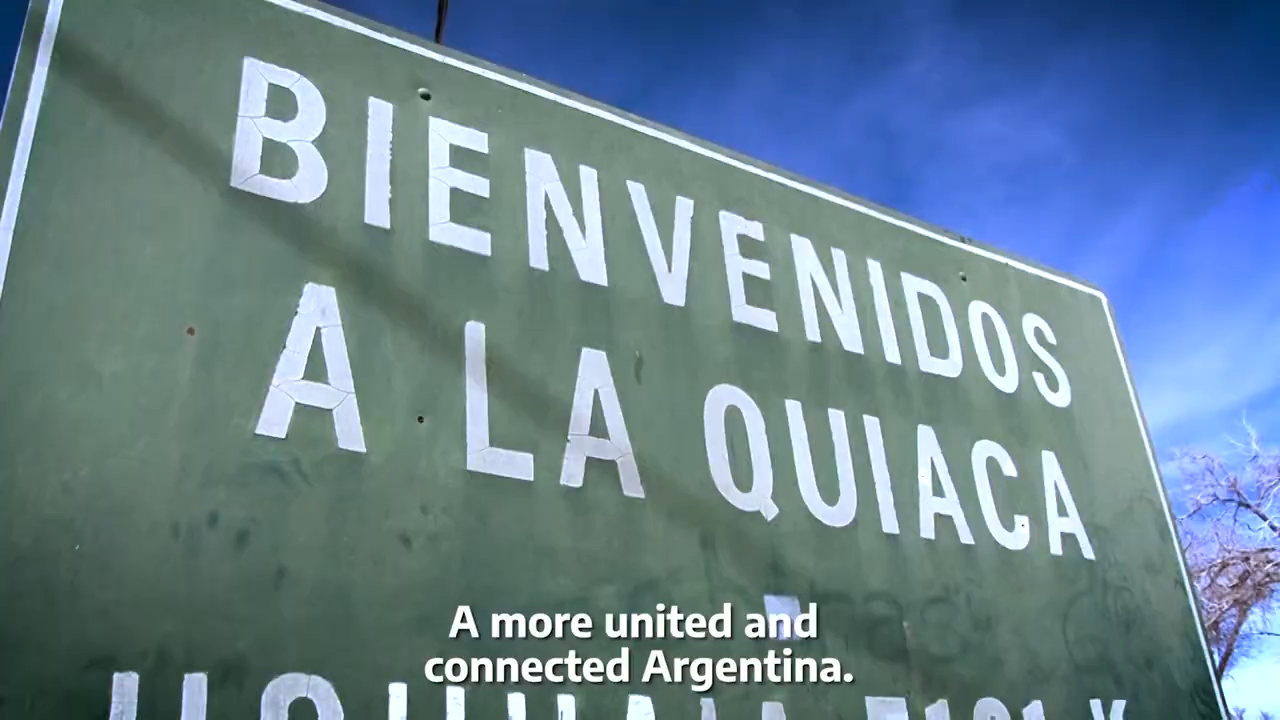 BIENVENIDOS
A LA QUIACA
A more united and
connected Argentina.